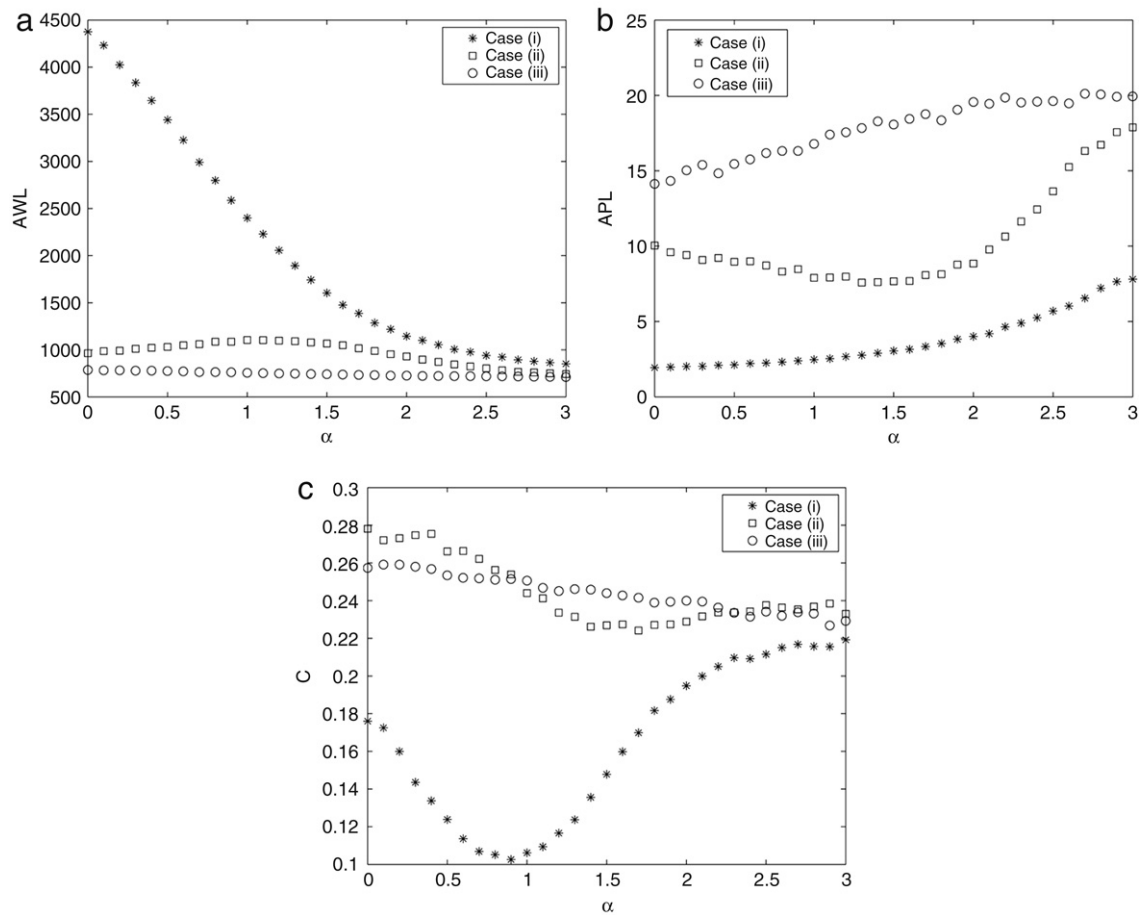 a
4500
4000
3500
3000
2500
2000
1500
1000
500
AWL
0 0.5 1 1.5 2 2.5 3
α
Case (i)
Case (ii)
Case (iii)
b
25
20
15
10
5
0
APL
0 0.5 1 1.5 2 2.5 3
α
Case (i)
Case (ii)
Case (iii)
c
0.3
0.28
0.26
0.24
0.22
0.2
0.18
0.16
0.14
0.12
0.1
C
0 0.5 1 1.5 2 2.5 3
α
Case (i)
Case (ii)
Case (iii)